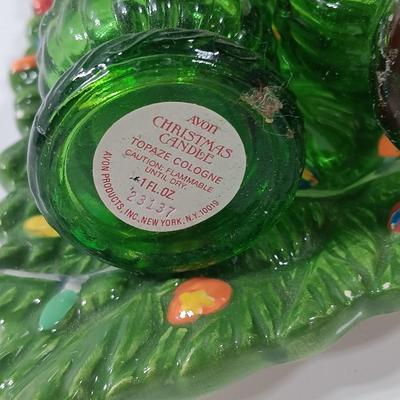 AVON
CHRISTMAS
CANDLE
TOPAZE COLOGNE
CAUTION: FLAMMABLE
UNTIL DRY.
.1 FL. OZ.
23137
AVON PRODUCTS, INC. NEW YORK, N.Y. 10019